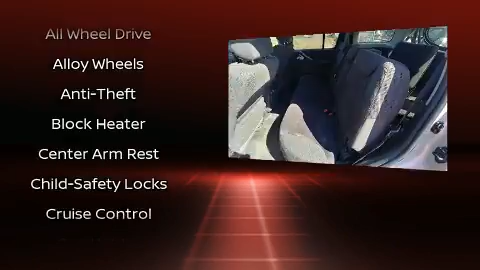 All Wheel Drive
Alloy Wheels
Anti-Theft
Block Heater
Center Arm Rest
Child-Safety Locks
Cruise Control